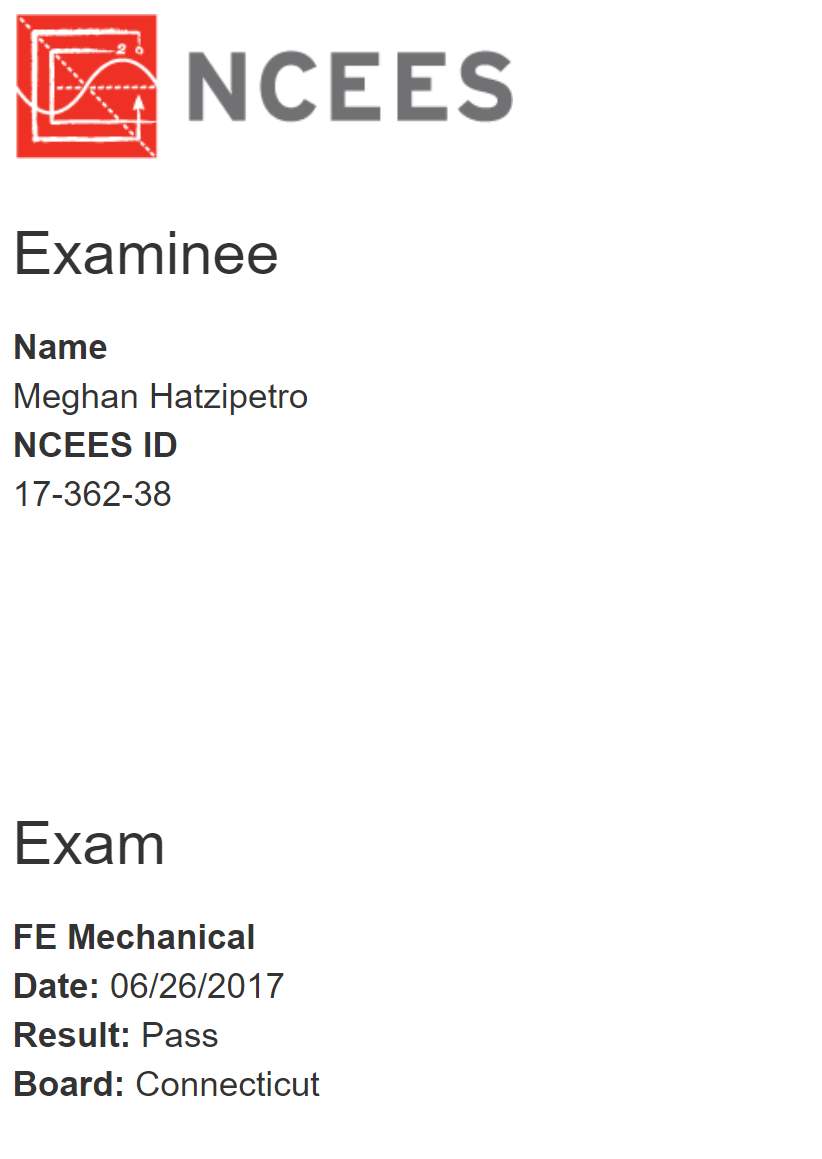 NCEES
Examinee
Name
Meghan Hatzipetro
NCEES ID
17-362-38
Exam
FE Mechanical
Date: 06/26/2017
Result: Pass
Board: Connecticut